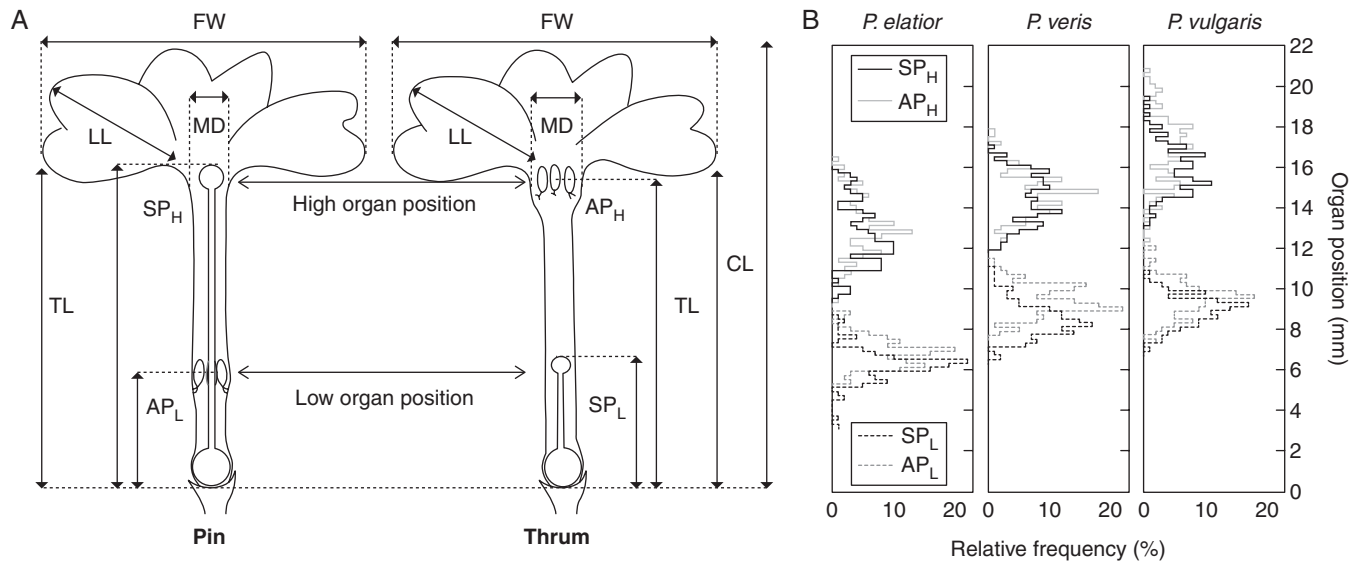 A
FW
FW
LL
MD
LL
MD
SP_H
High organ position
AP_H
TL
TL
CL
AP_L
Low organ position
SP_L
Pin
Thrum
B
P. elatior
P. veris
P. vulgaris
SP_H
AP_H
SP_L
AP_L
22
20
18
16
14
12
10
8
6
4
2
0
Organ position (mm)
0 10 20 0 10 20 0 10 20
Relative frequency (%)